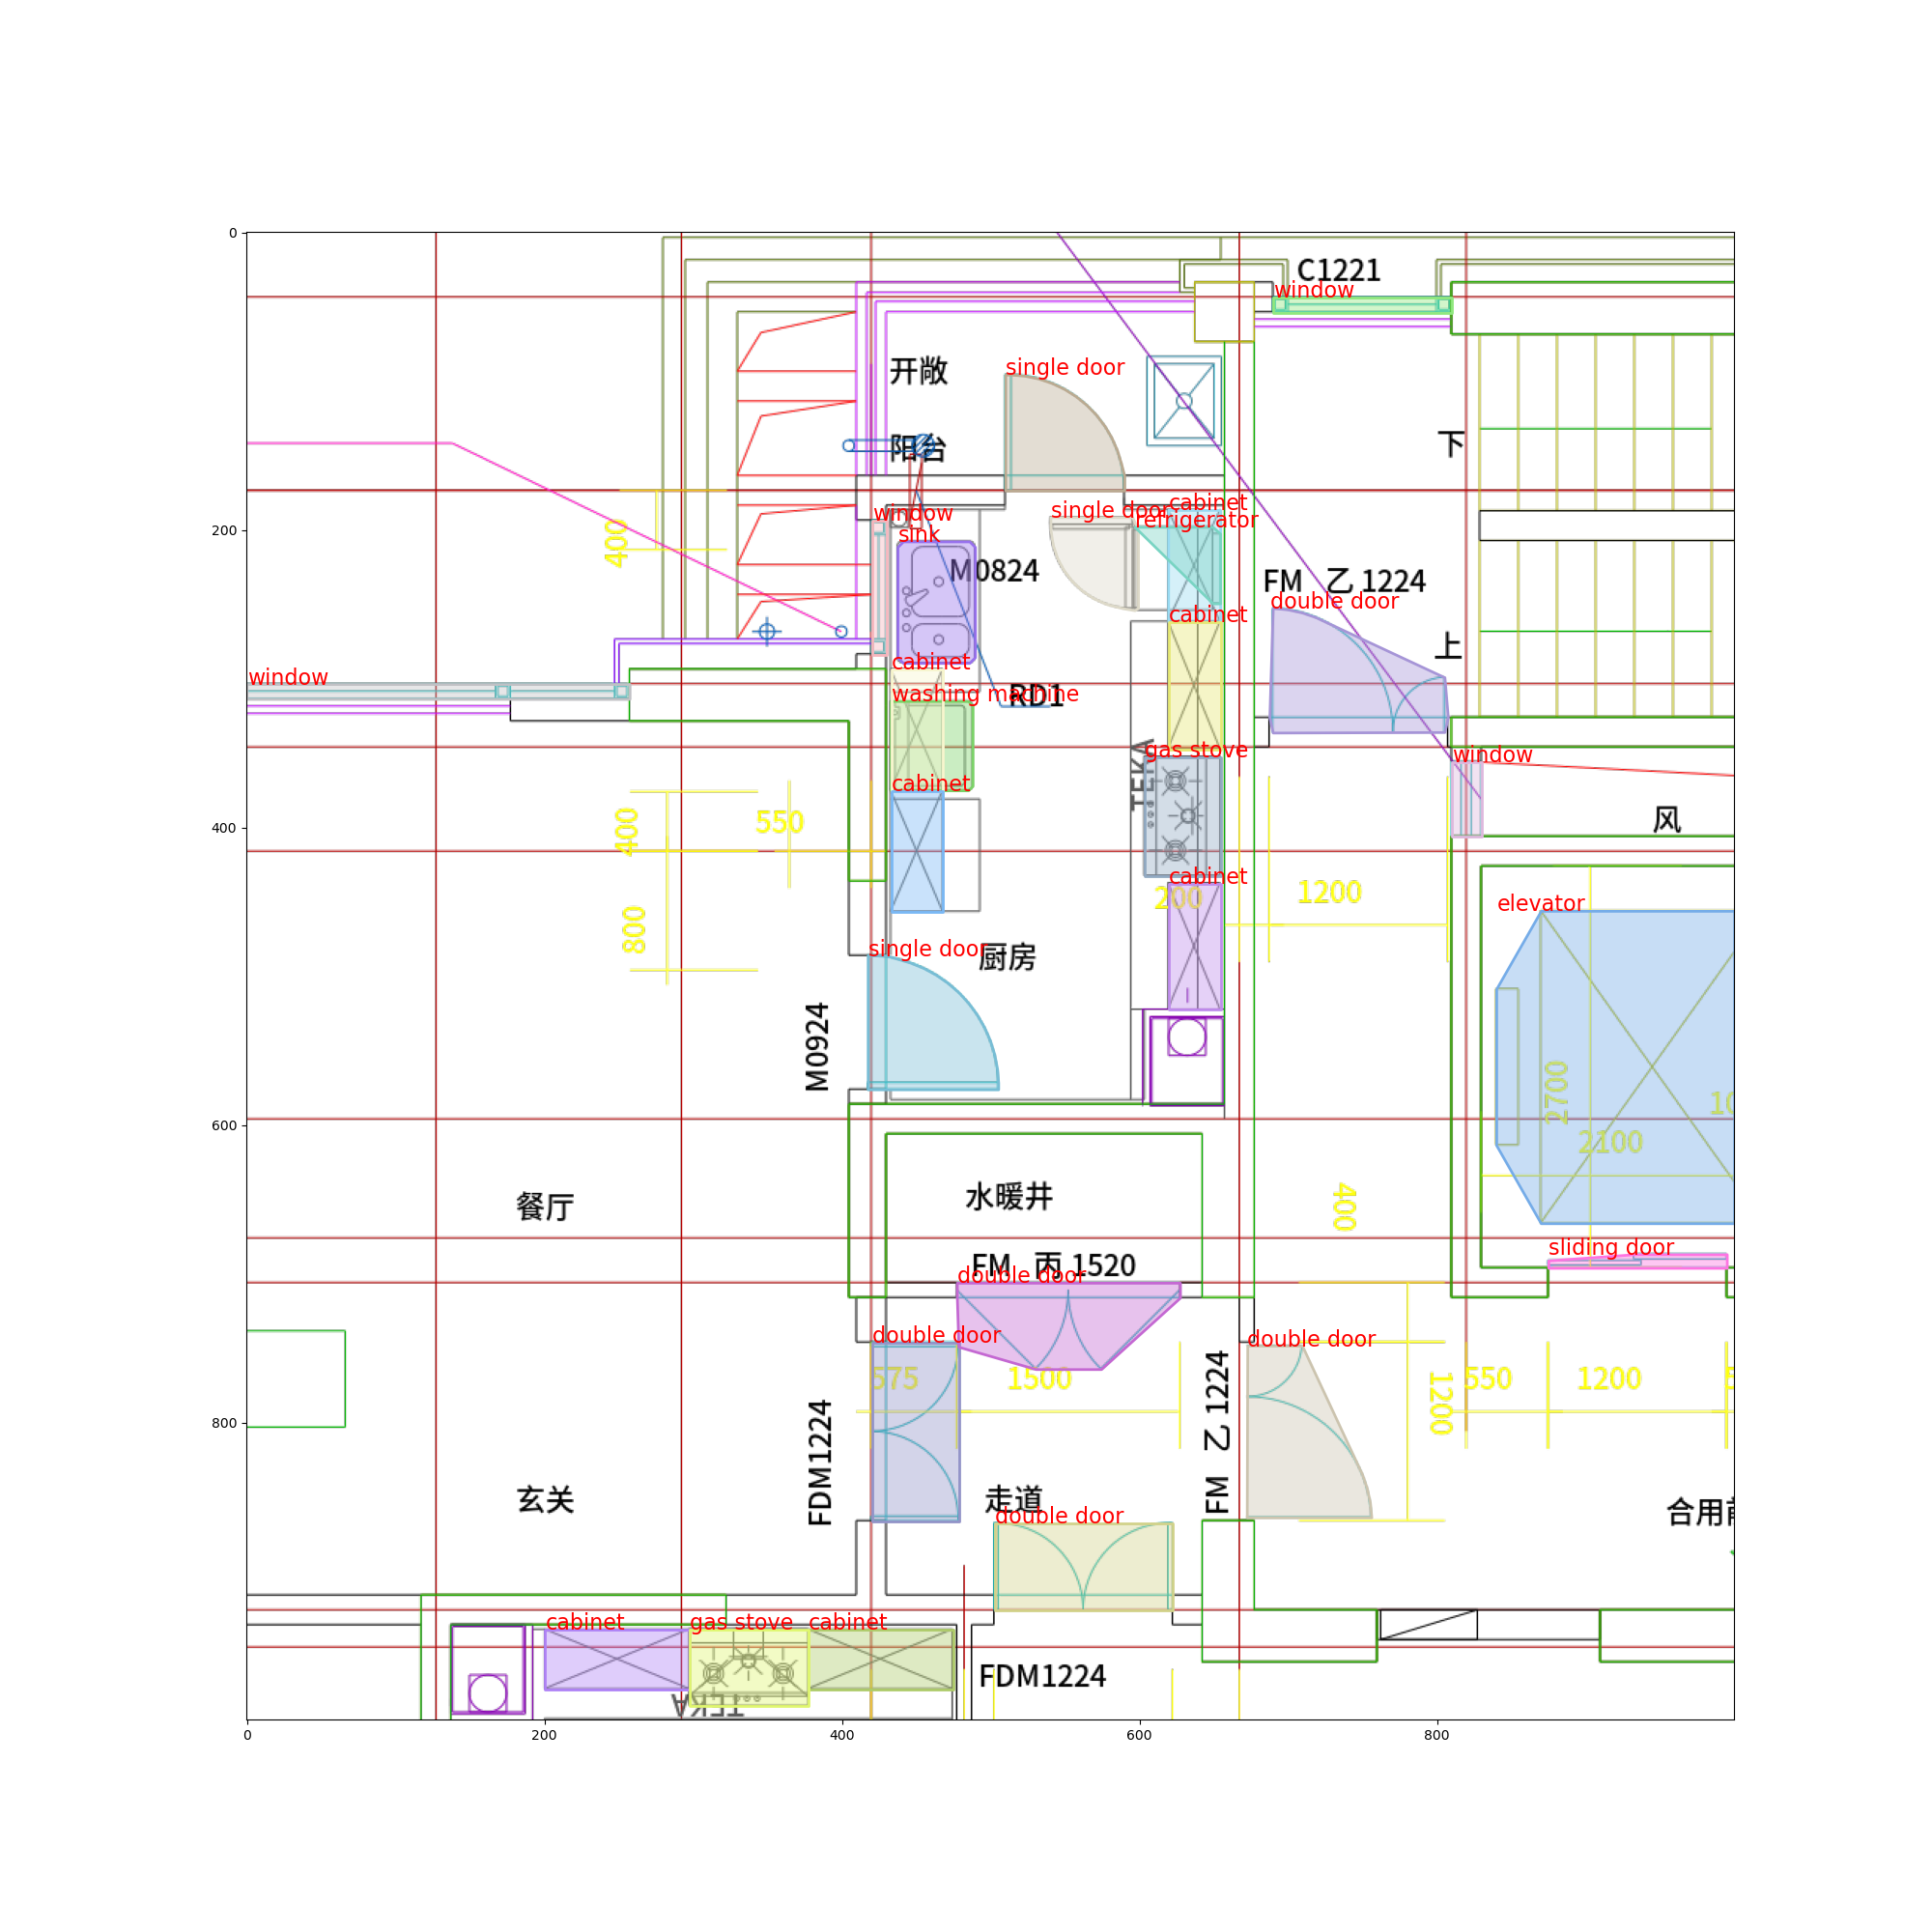 0
C1221
window
开敞
single door
阳台
下
cabinet
window
single door
refrigerator
200
sink
400
M0824
FM 乙 1224
double door
cabinet
上
cabinet
window
washing machine
RD1
gas stove
window
TEKA
cabinet
风
400
550
400
cabinet
200
1200
elevator
800
single door
厨房
M0924
2700
10
600
2100
水暖井
400
餐厅
sliding door
FM 丙 1520
double door
double door
double door
575
1500
FM 乙 1224
1200
550
1200
800
FDM1224
玄关
走道
合用前
double door
cabinet
gas stove
cabinet
FDM1224
TEKA
0
200
400
600
800